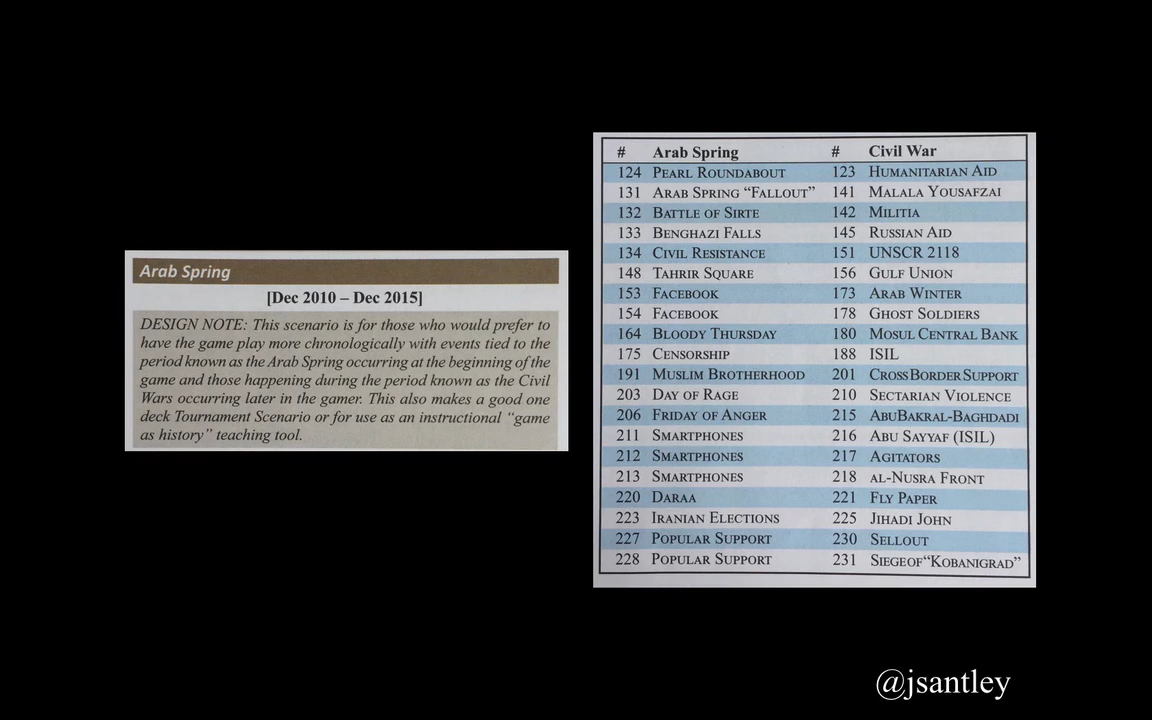 Arab Spring
[Dec 2010 – Dec 2015]
DESIGN NOTE: This scenario is for those who would prefer to
have the game play more chronologically with events tied to the
period known as the Arab Spring occurring at the beginning of the
game and those happening during the period known as the Civil
Wars occurring later in the gamer. This also makes a good one
deck Tournament Scenario or for use as an instructional “game
as history” teaching tool.
# Arab Spring # Civil War
124 PEARL ROUNDABOUT 123 HUMANITARIAN AID
131 ARAB SPRING “FALLOUT” 141 MALALA YOUSAFZAI
132 BATTLE OF SIRTE 142 MILITIA
133 BENGHAZI FALLS 145 RUSSIAN AID
134 CIVIL RESISTANCE 151 UNSCR 2118
148 TAHRIR SQUARE 156 GULF UNION
153 FACEBOOK 173 ARAB WINTER
154 FACEBOOK 178 GHOST SOLDIERS
164 BLOODY THURSDAY 180 MOSUL CENTRAL BANK
175 CENSORSHIP 188 ISIL
191 MUSLIM BROTHERHOOD 201 CROSS BORDER SUPPORT
203 DAY OF RAGE 210 SECTARIAN VIOLENCE
206 FRIDAY OF ANGER 215 ABU BAKR AL-BAGHDADI
211 SMARTPHONES 216 ABU SAYYAF (ISIL)
212 SMARTPHONES 217 AGITATORS
213 SMARTPHONES 218 AL-NUSRA FRONT
220 DARAA 221 FLY PAPER
223 IRANIAN ELECTIONS 225 JIHADI JOHN
227 POPULAR SUPPORT 230 SELLOUT
228 POPULAR SUPPORT 231 SIEGE OF “KOBANIGRAD”
@jsantley